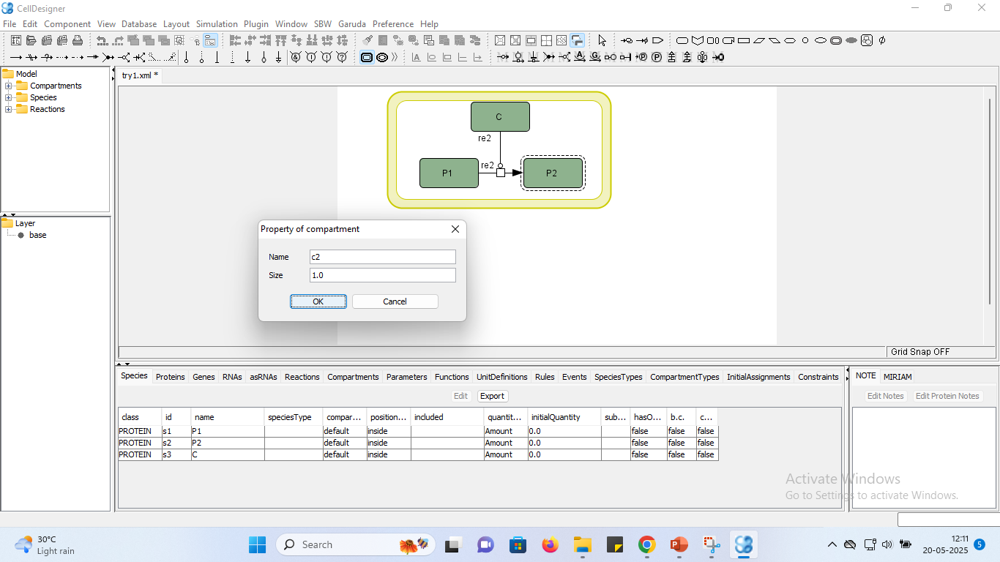 CellDesigner
File Edit Component View Database Layout Simulation Plugin Window SBW Garuda Preference Help
Model
Compartments
Species
Reactions
try1.xml *
C
re2
re2
P1
P2
Layer
base
Property of compartment
Name c2
Size 1.0
OK Cancel
Grid Snap OFF
Species Proteins Genes RNAs asRNAs Reactions Compartments Parameters Functions UnitDefinitions Rules Events SpeciesTypes CompartmentTypes InitialAssignments Constraints
Edit Export
class id name speciesType compar... position... included quantit... initialQuantity sub... hasO... b.c. c...
PROTEIN s1 P1 default inside Amount 0.0 false false false
PROTEIN s2 P2 default inside Amount 0.0 false false false
PROTEIN s3 C default inside Amount 0.0 false false false
NOTE MIRIAM
Edit Notes Edit Protein Notes
Activate Windows
Go to Settings to activate Windows.
30°C
Light rain
Search
12:11
20-05-2025
5